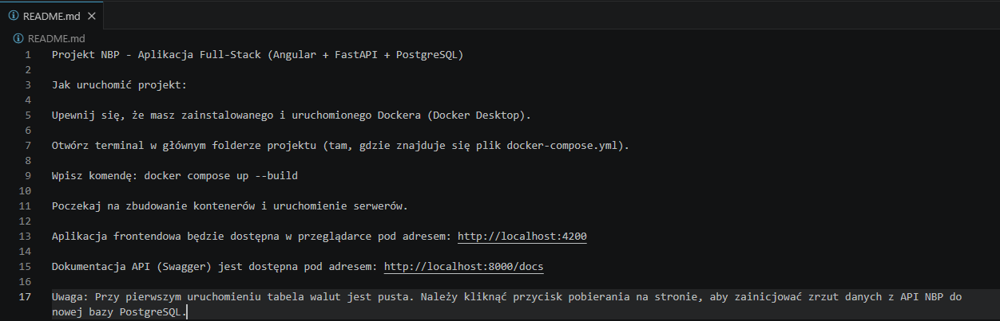 README.md
README.md
1 Projekt NBP - Aplikacja Full-Stack (Angular + FastAPI + PostgreSQL)
2
3 Jak uruchomić projekt:
4
5 Upewnij się, że masz zainstalowanego i uruchomionego Dockera (Docker Desktop).
6
7 Otwórz terminal w głównym folderze projektu (tam, gdzie znajduje się plik docker-compose.yml).
8
9 Wpisz komendę: docker compose up --build
10
11 Poczekaj na zbudowanie kontenerów i uruchomienie serwerów.
12
13 Aplikacja frontendowa będzie dostępna w przeglądarce pod adresem: http://localhost:4200
14
15 Dokumentacja API (Swagger) jest dostępna pod adresem: http://localhost:8000/docs
16
17 Uwaga: Przy pierwszym uruchomieniu tabela walut jest pusta. Należy kliknąć przycisk pobierania na stronie, aby zainicjować zrzut danych z API NBP do
nowej bazy PostgreSQL.